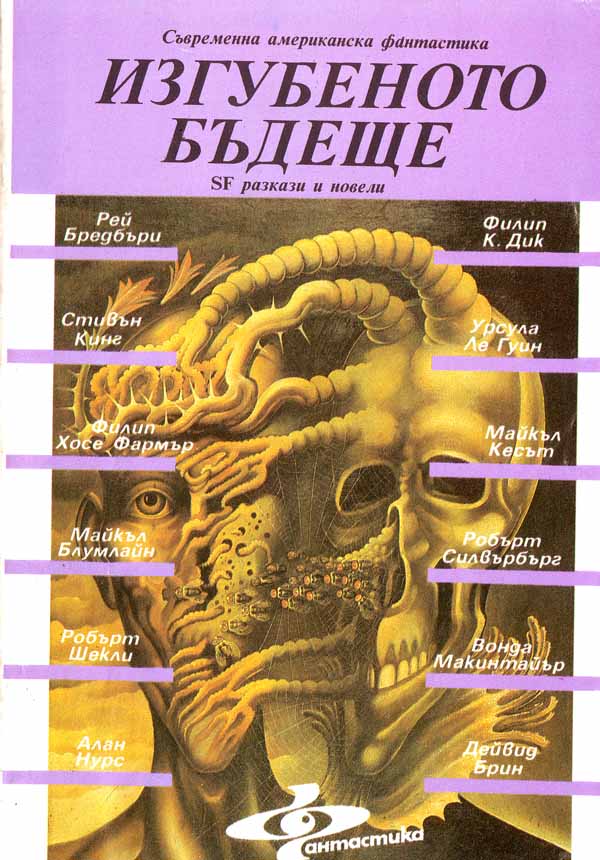 Съвременна американска фантастика
ИЗГУБЕНОТО
БЪДЕЩЕ
SF разкази и новели
Рей
Бредбъри
Филип
К. Дик
Стивън
Кинг
Урсула
Ле Гуин
Филип
Хосе Фармър
Майкъл
Кесът
Майкъл
Блумлайн
Робърт
Силвърбърг
Робърт
Шекли
Вонда
Макинтайър
Алан
Нурс
Дейвид
Брин
Фантастика